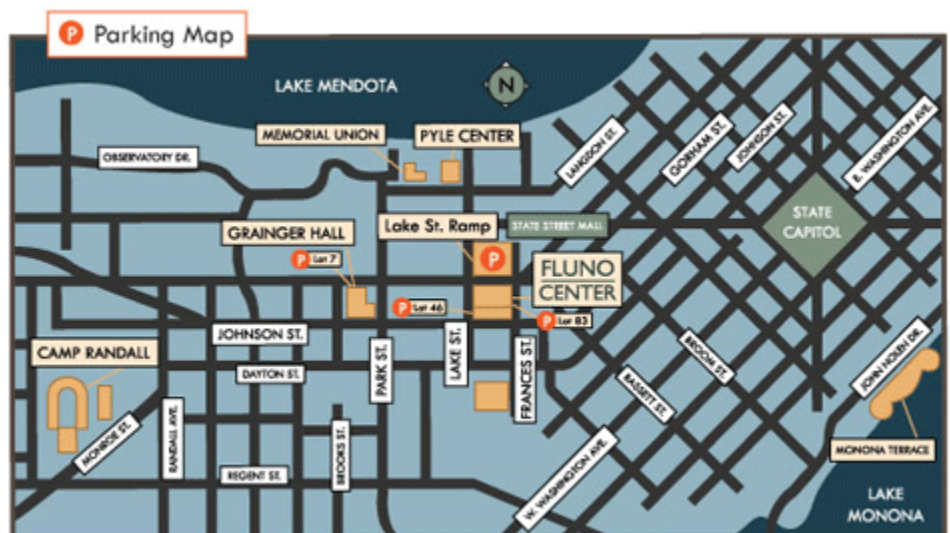 P Parking Map
LAKE MENDOTA
N
MEMORIAL UNION
PYLE CENTER
OBSERVATORY DR.
LANGDON ST.
GORHAM ST.
JOHNSON ST.
E. WASHINGTON AVE.
GRAINGER HALL
Lake St. Ramp
STATE STREET MALL
STATE
CAPITOL
P Lot 7
P
FLUNO
CENTER
P Lot 46
P Lot 83
JOHNSON ST.
CAMP RANDALL
DAYTON ST.
PARK ST.
LAKE ST.
FRANCES ST.
BASSETT ST.
BROOM ST.
JOHN NOLEN DR.
MONROE ST.
RANDALL AVE.
BROOKS ST.
REGENT ST.
W. WASHINGTON AVE.
MONONA TERRACE
LAKE
MONONA